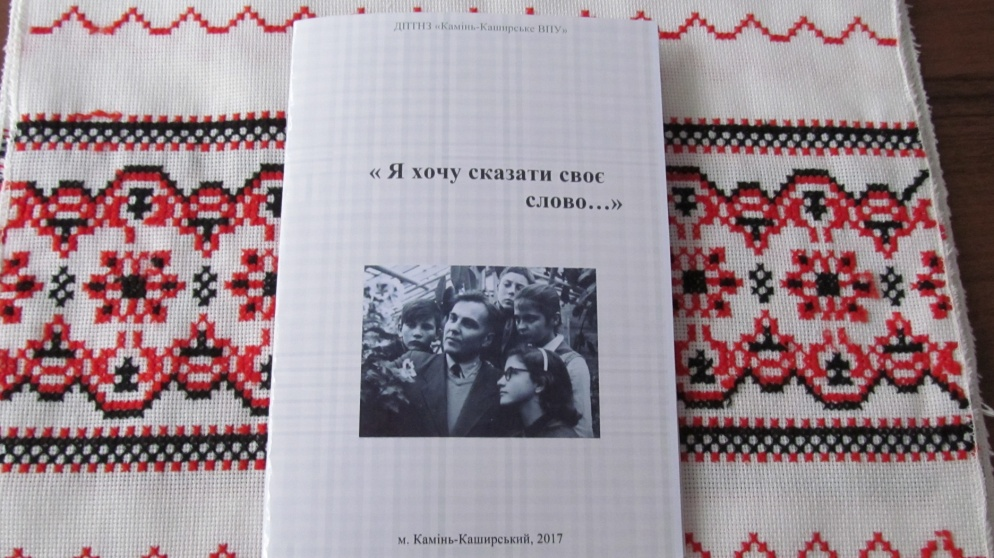 ДПТНЗ «Камінь-Каширське ВПУ»
« Я хочу сказати своє
слово…»
м. Камінь-Каширський, 2017